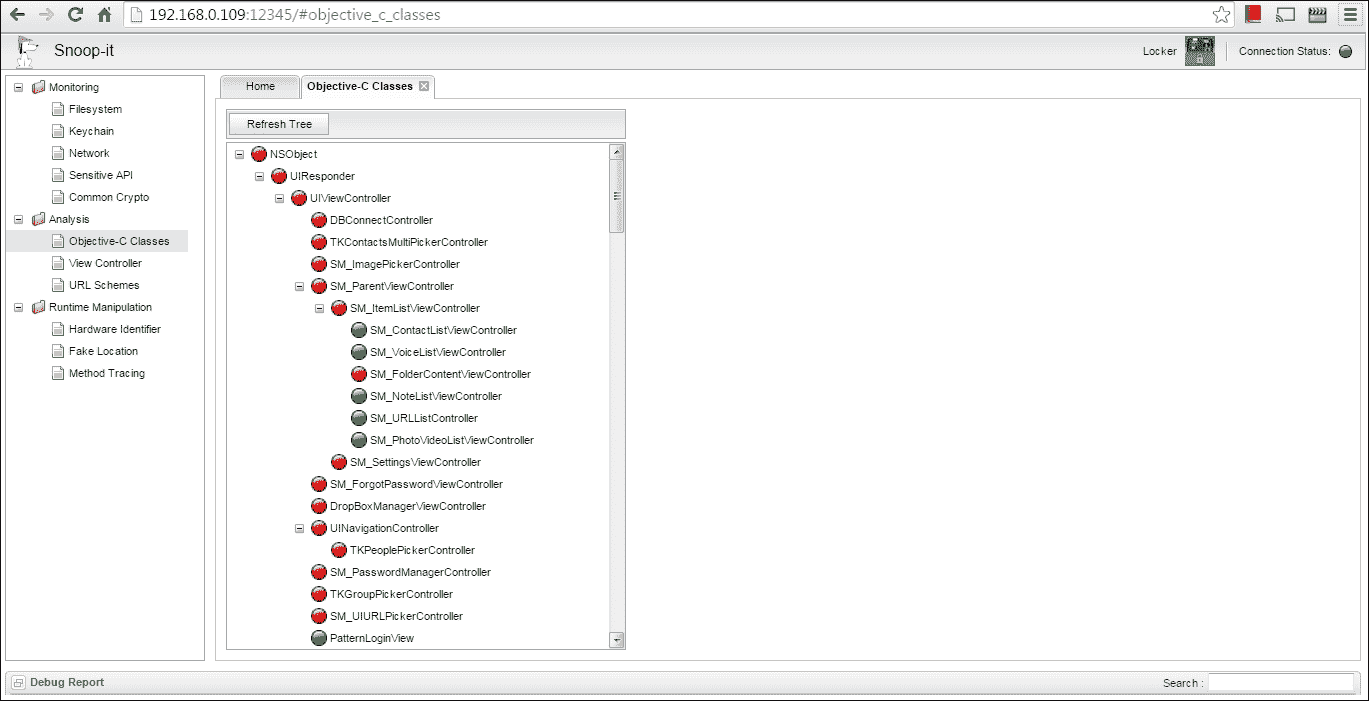 192.168.0.109:12345/#objective_c_classes
Snoop-it
Locker
Connection Status:
Monitoring
Filesystem
Keychain
Network
Sensitive API
Common Crypto
Analysis
Objective-C Classes
View Controller
URL Schemes
Runtime Manipulation
Hardware Identifier
Fake Location
Method Tracing
Home
Objective-C Classes
Refresh Tree
NSObject
UIResponder
UIViewController
DBConnectController
TKContactsMultiPickerController
SM_ImagePickerController
SM_ParentViewController
SM_ItemListViewController
SM_ContactListViewController
SM_VoiceListViewController
SM_FolderContentViewController
SM_NoteListViewController
SM_URLListController
SM_PhotoVideoListViewController
SM_SettingsViewController
SM_ForgotPasswordViewController
DropBoxManagerViewController
UINavigationController
TKPeoplePickerController
SM_PasswordManagerController
TKGroupPickerController
SM_UIURLPickerController
PatternLoginView
Debug Report
Search :